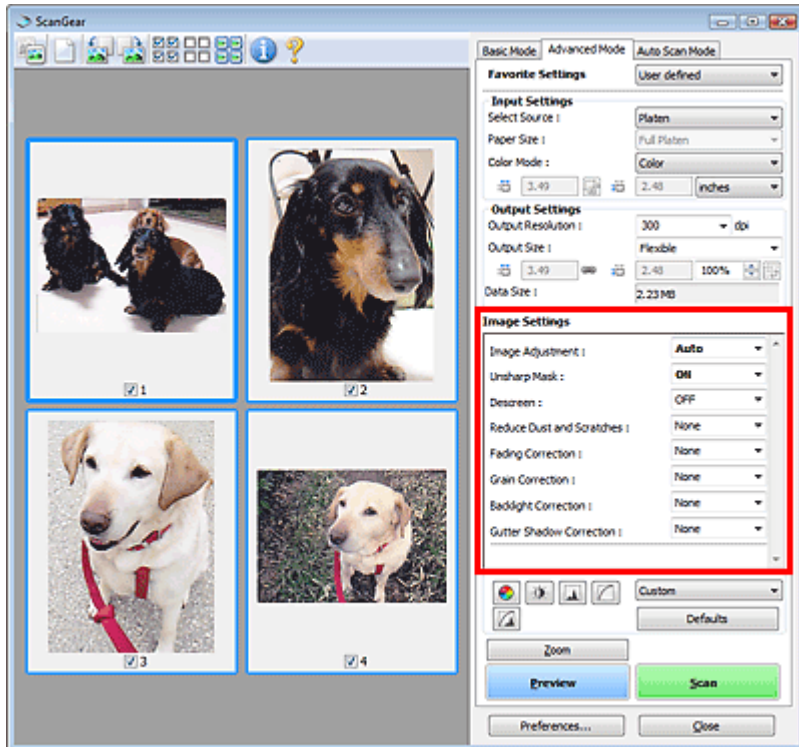 ScanGear
Basic Mode Advanced Mode Auto Scan Mode
Favorite Settings User defined
Input Settings
Select Source : Platen
Paper Size : Full Platen
Color Mode : Color
3.49 2.48 inches
Output Settings
Output Resolution : 300 dpi
Output Size : Flexible
3.49 2.48 100%
Data Size : 2.23 MB
Image Settings
Image Adjustment : Auto
Unsharp Mask : ON
Descreen : OFF
Reduce Dust and Scratches : None
Fading Correction : None
Grain Correction : None
Backlight Correction : None
Gutter Shadow Correction : None
Custom
Defaults
Zoom
Preview Scan
Preferences... Close
1 2
3 4